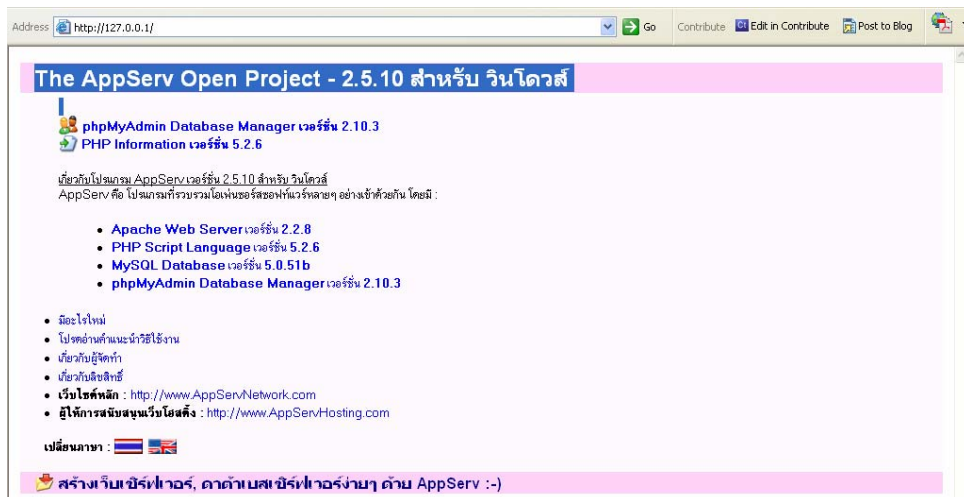 Address http://127.0.0.1/ Go Contribute Edit in Contribute Post to Blog
The AppServ Open Project - 2.5.10 สำหรับ วินโดวส์
phpMyAdmin Database Manager เวอร์ชั่น 2.10.3
PHP Information เวอร์ชั่น 5.2.6
เกี่ยวกับโปรแกรม AppServ เวอร์ชั่น 2.5.10 สำหรับ วินโดวส์
AppServ คือ โปรแกรมที่รวบรวมโอเพ่นซอร์สซอฟท์แวร์หลายๆ อย่างเข้าด้วยกัน โดยมี :
Apache Web Server เวอร์ชั่น 2.2.8
PHP Script Language เวอร์ชั่น 5.2.6
MySQL Database เวอร์ชั่น 5.0.51b
phpMyAdmin Database Manager เวอร์ชั่น 2.10.3
มีอะไรใหม่
โปรดอ่านคำแนะนำวิธีใช้งาน
เกี่ยวกับผู้จัดทำ
เกี่ยวกับลิขสิทธิ์
เว็บไซต์หลัก : http://www.AppServNetwork.com
ผู้ให้การสนับสนุนเว็บโฮสติ้ง : http://www.AppServHosting.com
เปลี่ยนภาษา :
สร้างเว็บเซิร์ฟเวอร์, ดาต้าเบสเซิร์ฟเวอร์ง่ายๆ ด้วย AppServ :-)